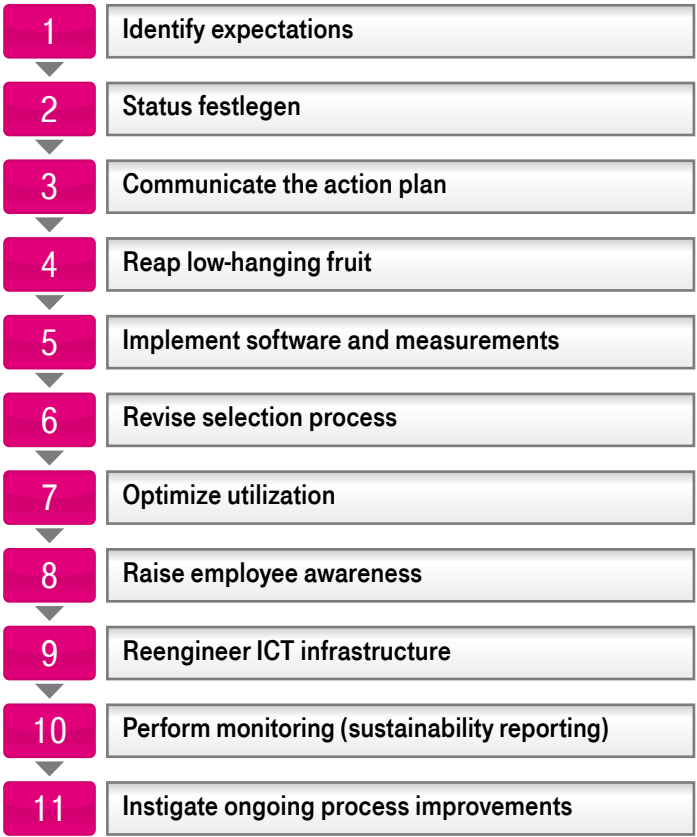 1 Identify expectations
2 Status festlegen
3 Communicate the action plan
4 Reap low-hanging fruit
5 Implement software and measurements
6 Revise selection process
7 Optimize utilization
8 Raise employee awareness
9 Reengineer ICT infrastructure
10 Perform monitoring (sustainability reporting)
11 Instigate ongoing process improvements